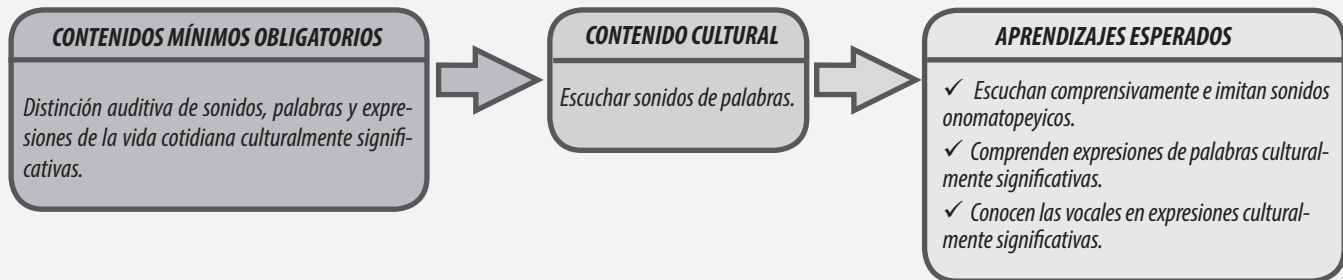 CONTENIDOS MÍNIMOS OBLIGATORIOS
Distinción auditiva de sonidos, palabras y expre-
siones de la vida cotidiana culturalmente signifi-
cativas.
CONTENIDO CULTURAL
Escuchar sonidos de palabras.
APRENDIZAJES ESPERADOS
✓ Escuchan comprensivamente e imitan sonidos
onomatopeyicos.
✓ Comprenden expresiones de palabras cultural-
mente significativas.
✓ Conocen las vocales en expresiones cultural-
mente significativas.